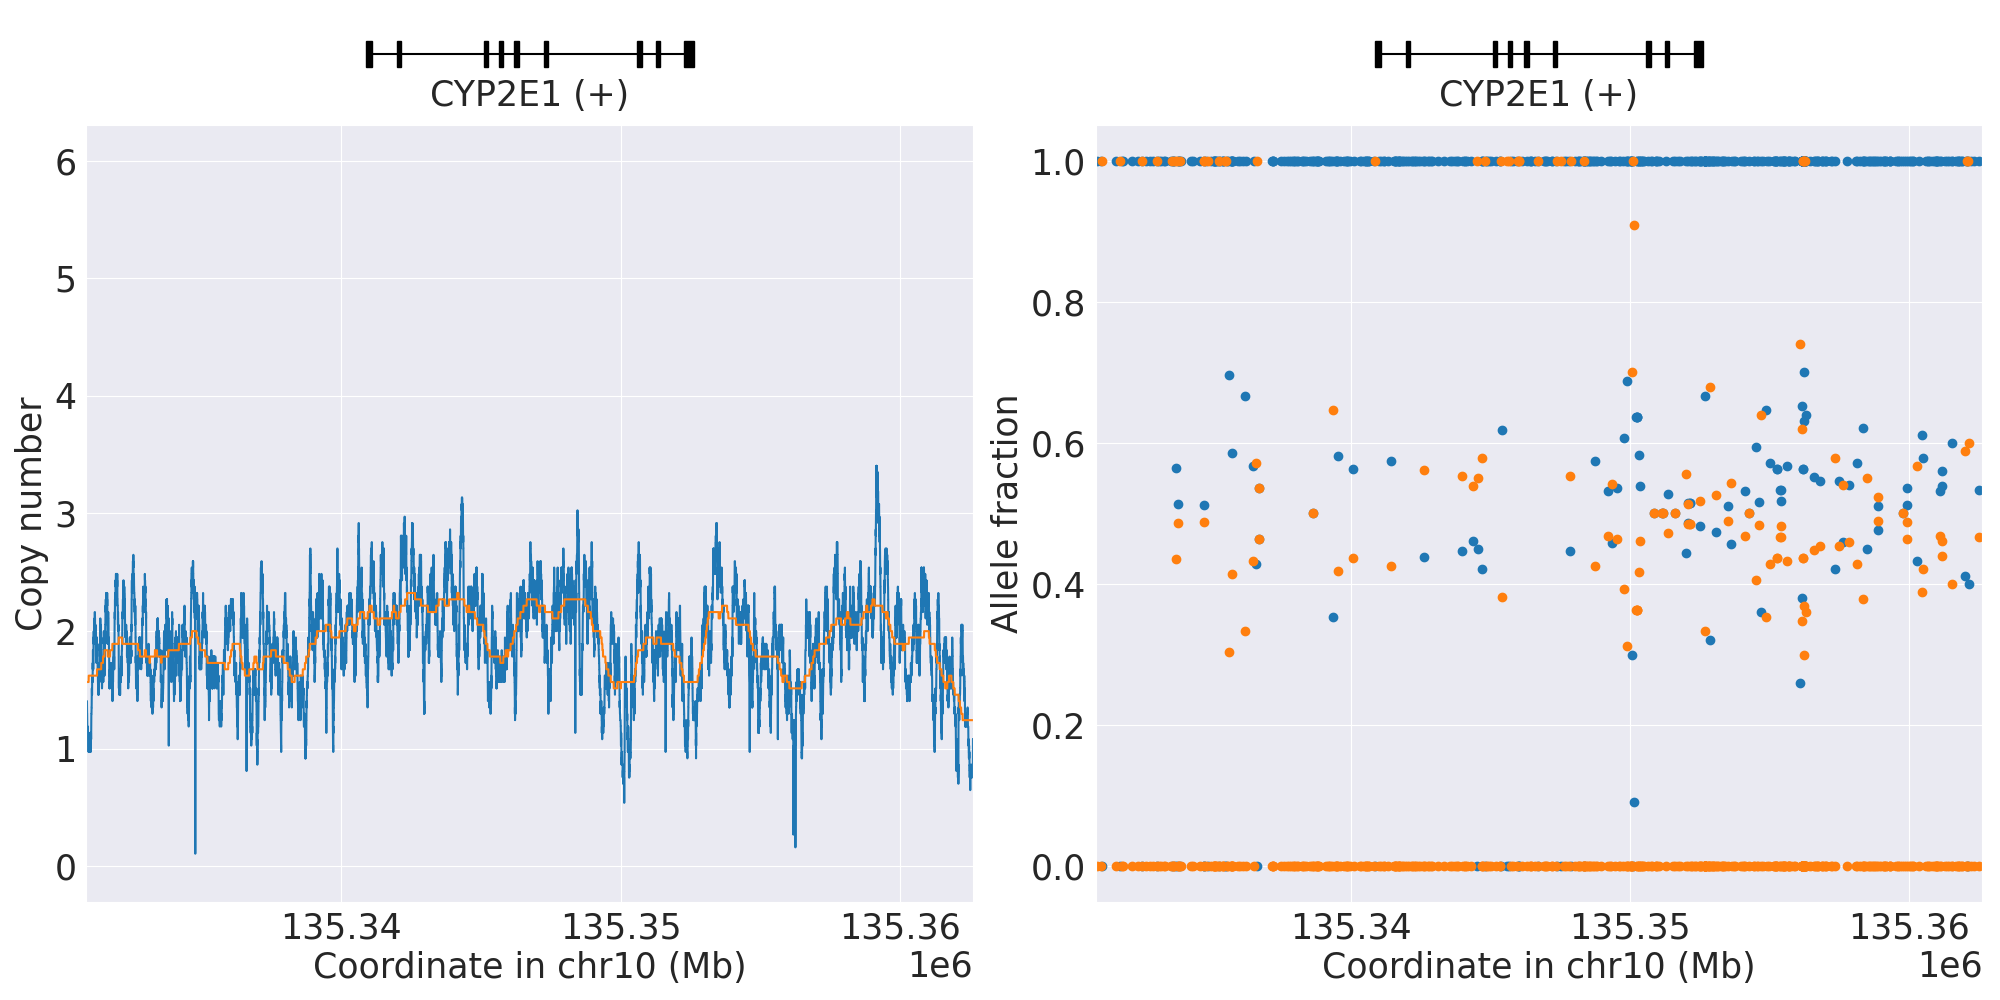 CYP2E1 (+)
6
5
4
3
2
1
0
Copy number
135.34 135.35 135.36
Coordinate in chr10 (Mb)
1e6
CYP2E1 (+)
1.0
0.8
0.6
0.4
0.2
0.0
Allele fraction
135.34 135.35 135.36
Coordinate in chr10 (Mb)
1e6